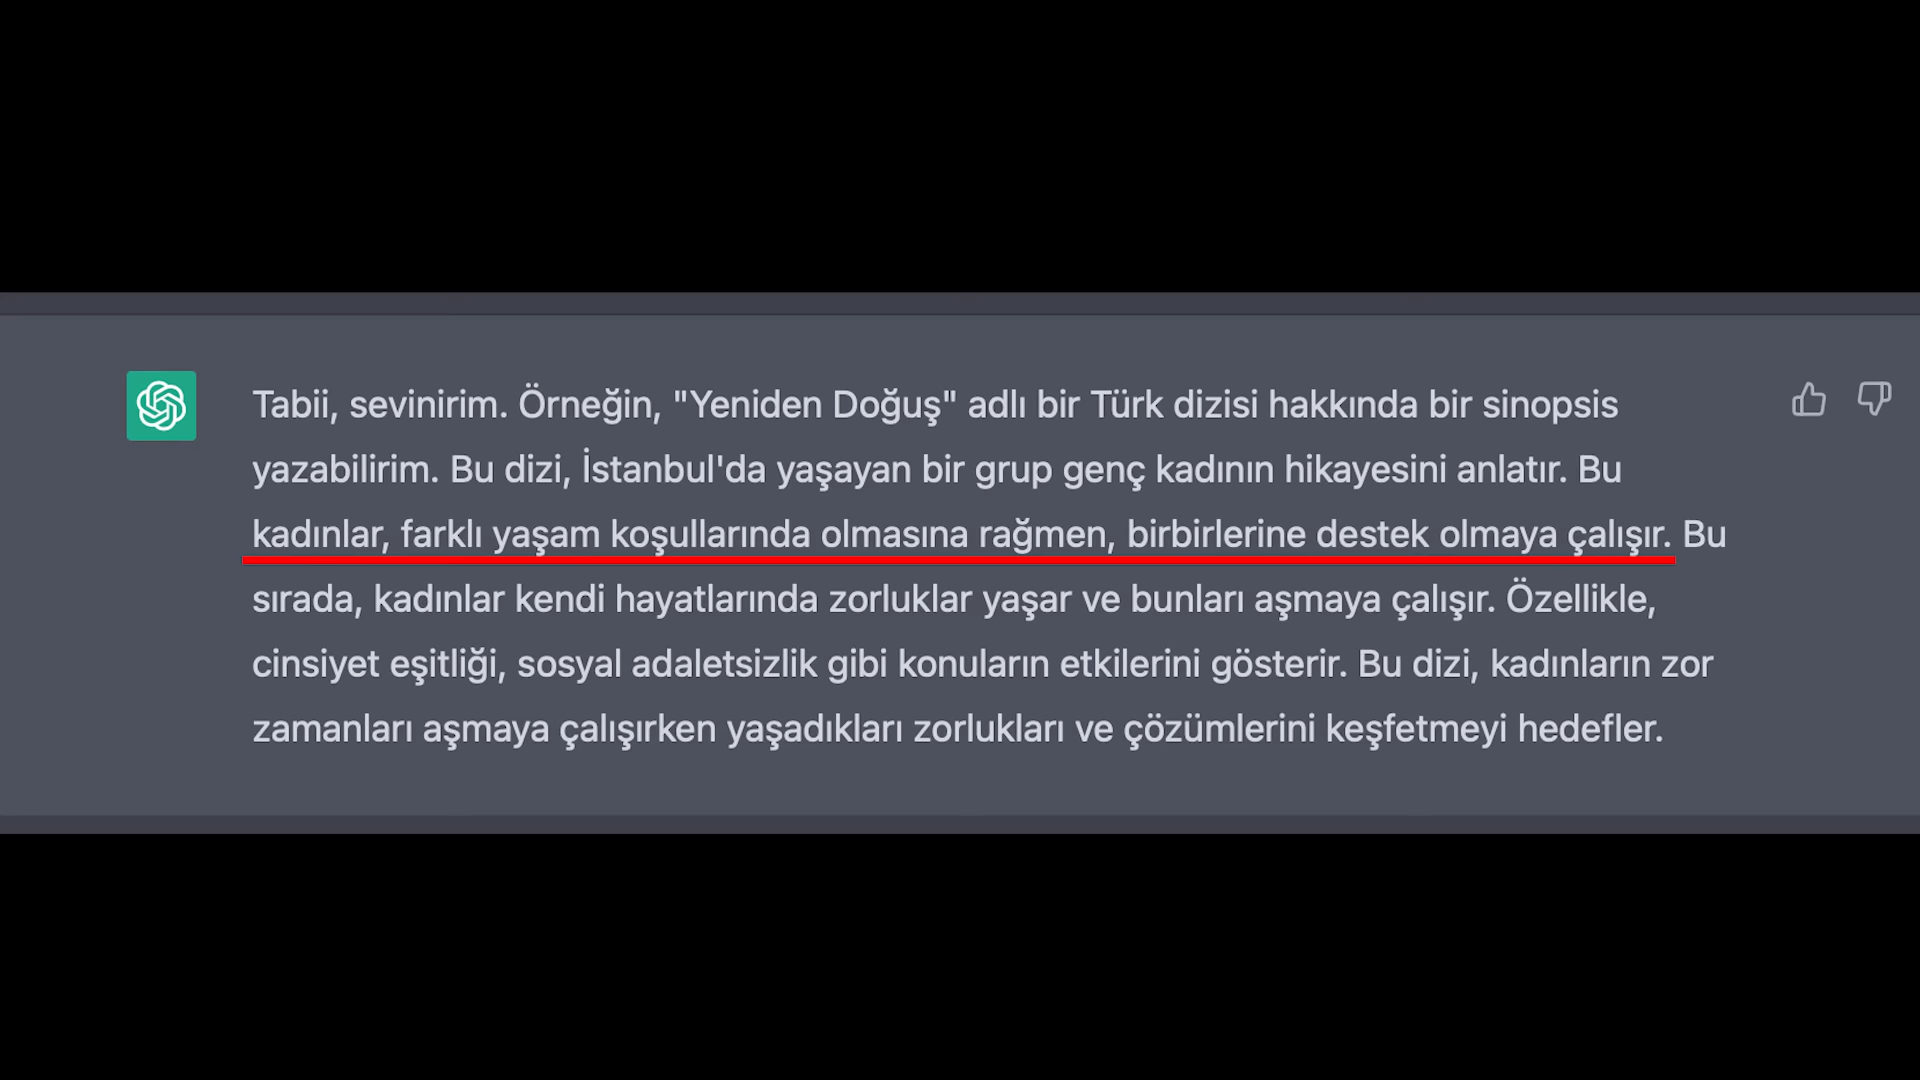 Tabii, sevinirim. Örneğin, "Yeniden Doğuş" adlı bir Türk dizisi hakkında bir sinopsis
yazabilirim. Bu dizi, İstanbul'da yaşayan bir grup genç kadının hikayesini anlatır. Bu
kadınlar, farklı yaşam koşullarında olmasına rağmen, birbirlerine destek olmaya çalışır. Bu
sırada, kadınlar kendi hayatlarında zorluklar yaşar ve bunları aşmaya çalışır. Özellikle,
cinsiyet eşitliği, sosyal adaletsizlik gibi konuların etkilerini gösterir. Bu dizi, kadınların zor
zamanları aşmaya çalışırken yaşadıkları zorlukları ve çözümlerini keşfetmeyi hedefler.